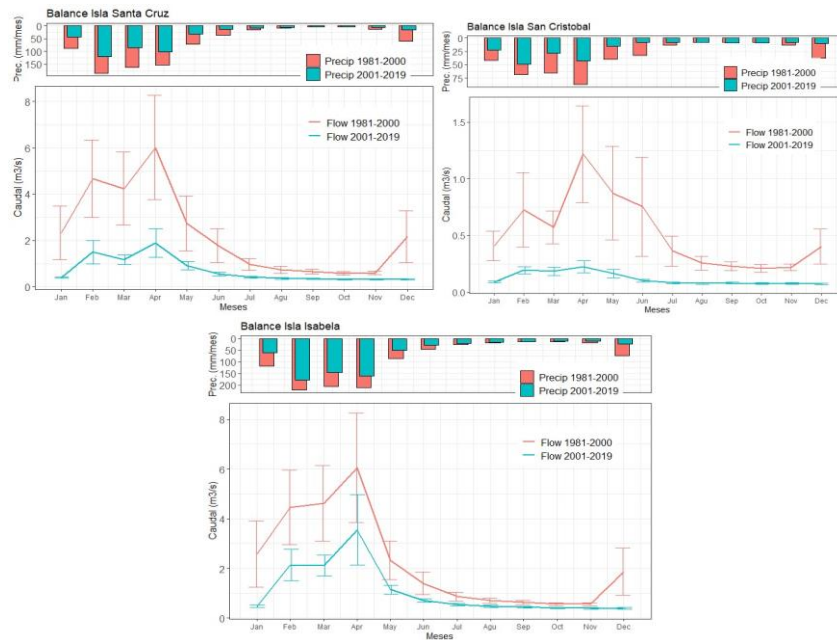 Balance Isla Santa Cruz
Prec. (mm/mes)
0
50
100
150
Precip 1981-2000
Precip 2001-2019
Caudal (m3/s)
8
6
4
2
0
Flow 1981-2000
Flow 2001-2019
Jan Feb Mar Apr May Jun Jul Agu Sep Oct Nov Dec
Meses
Balance Isla San Cristobal
Prec. (mm/mes)
0
25
50
75
Precip 1981-2000
Precip 2001-2019
Caudal (m3/s)
1.5
1.0
0.5
0.0
Flow 1981-2000
Flow 2001-2019
Jan Feb Mar Apr May Jun Jul Agu Sep Oct Nov Dec
Meses
Balance Isla Isabela
Prec. (mm/mes)
0
50
100
150
200
Precip 1981-2000
Precip 2001-2019
Caudal (m3/s)
8
6
4
2
0
Flow 1981-2000
Flow 2001-2019
Jan Feb Mar Apr May Jun Jul Agu Sep Oct Nov Dec
Meses